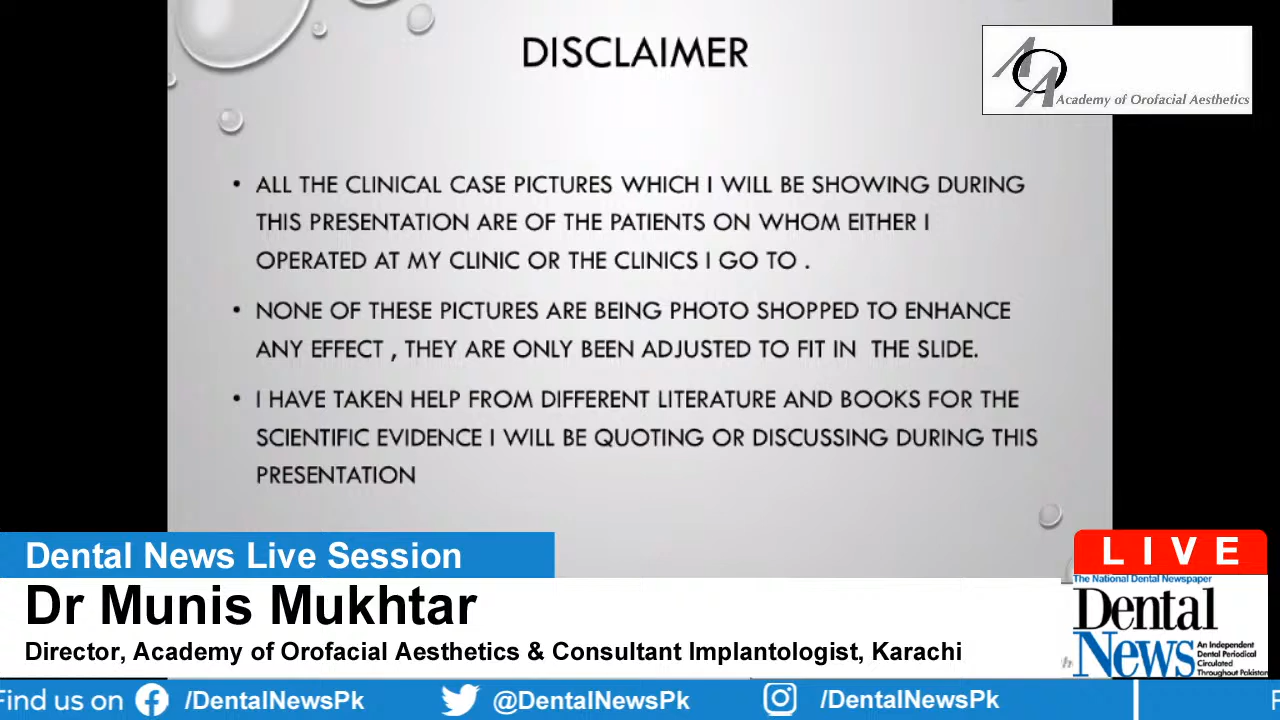 DISCLAIMER
AOA
Academy of Orofacial Aesthetics
• ALL THE CLINICAL CASE PICTURES WHICH I WILL BE SHOWING DURING
THIS PRESENTATION ARE OF THE PATIENTS ON WHOM EITHER I
OPERATED AT MY CLINIC OR THE CLINICS I GO TO .
• NONE OF THESE PICTURES ARE BEING PHOTO SHOPPED TO ENHANCE
ANY EFFECT , THEY ARE ONLY BEEN ADJUSTED TO FIT IN THE SLIDE.
• I HAVE TAKEN HELP FROM DIFFERENT LITERATURE AND BOOKS FOR THE
SCIENTIFIC EVIDENCE I WILL BE QUOTING OR DISCUSSING DURING THIS
PRESENTATION
Dental News Live Session
Dr Munis Mukhtar
Director, Academy of Orofacial Aesthetics & Consultant Implantologist, Karachi
LIVE
The National Dental Newspaper
Dental
News
An Independent
Dental Periodical
Circulated
Throughout Pakistan
Find us on /DentalNewsPk @DentalNewsPk /DentalNewsPk